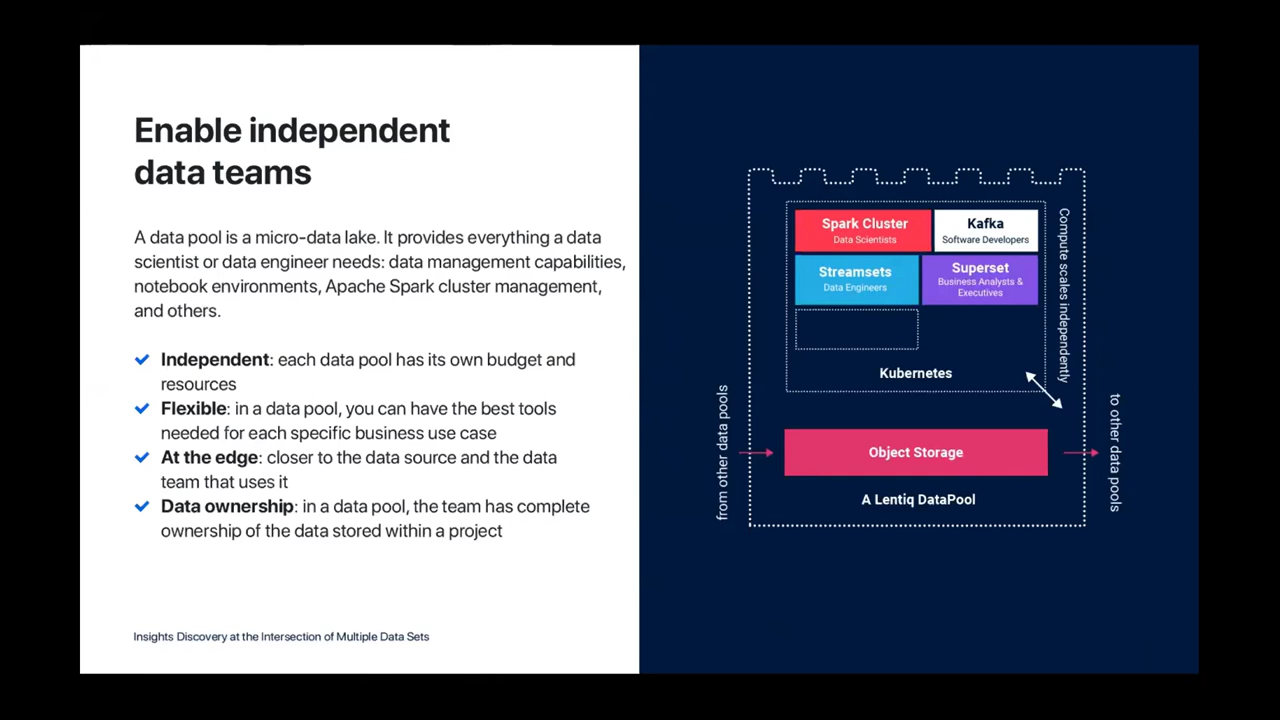 Enable independent
data teams
A data pool is a micro-data lake. It provides everything a data
scientist or data engineer needs: data management capabilities,
notebook environments, Apache Spark cluster management,
and others.
Independent: each data pool has its own budget and
resources
Flexible: in a data pool, you can have the best tools
needed for each specific business use case
At the edge: closer to the data source and the data
team that uses it
Data ownership: in a data pool, the team has complete
ownership of the data stored within a project
Insights Discovery at the Intersection of Multiple Data Sets
Spark Cluster
Data Scientists
Kafka
Software Developers
Streamsets
Data Engineers
Superset
Business Analysts &
Executives
Kubernetes
Compute scales independently
from other data pools
Object Storage
to other data pools
A Lentiq DataPool